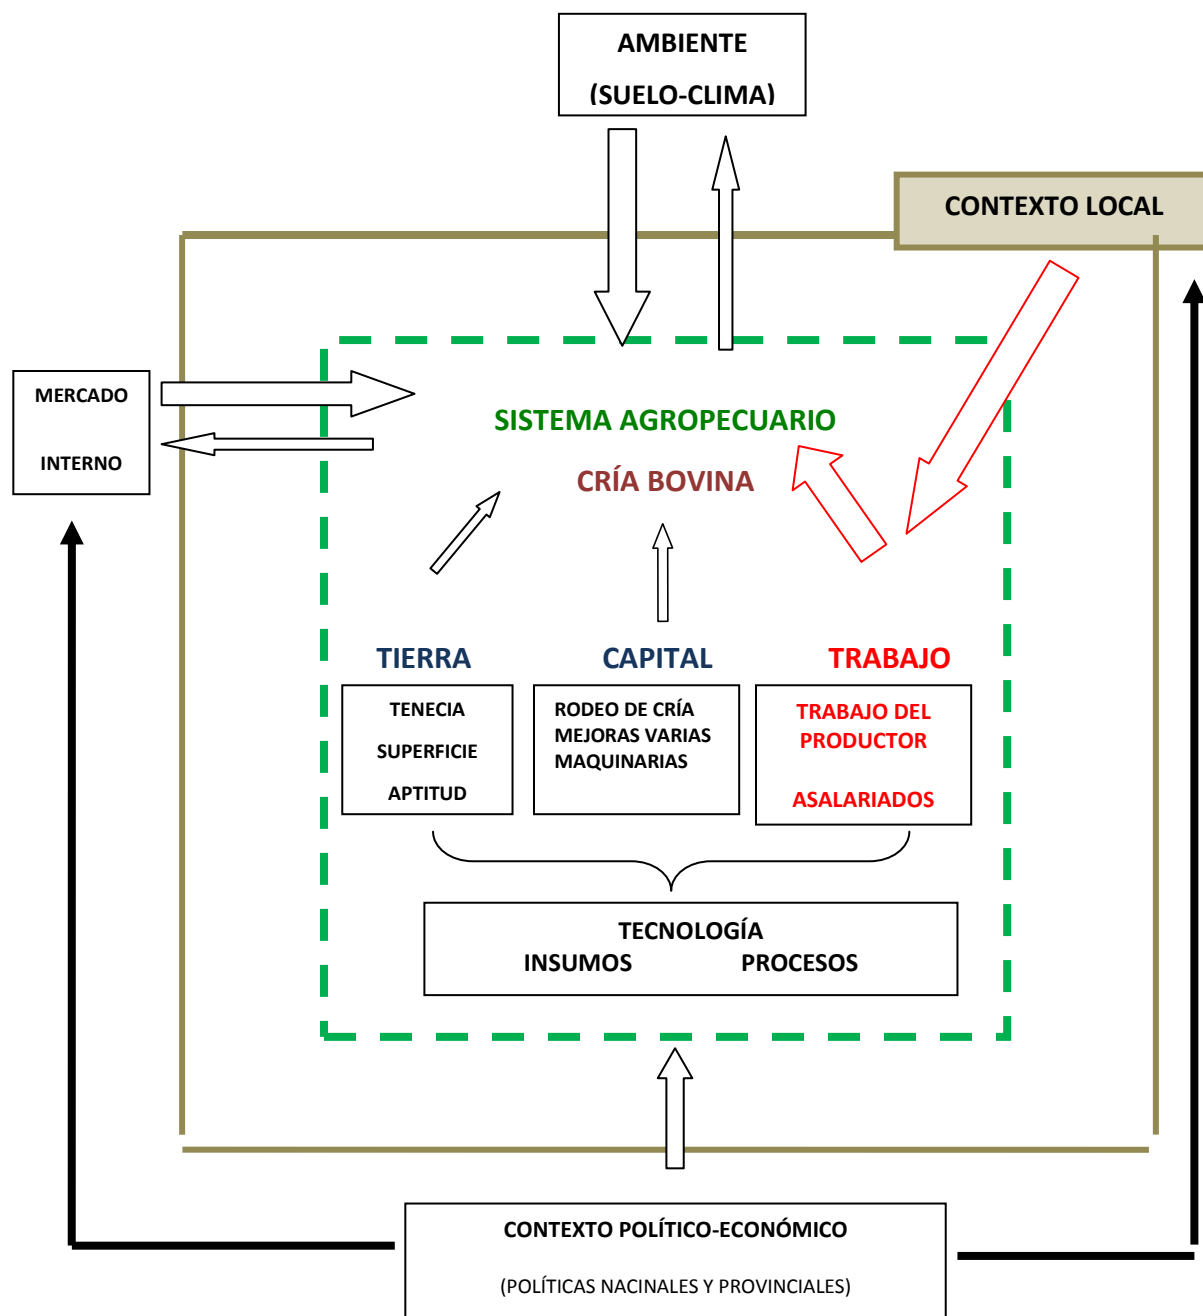 AMBIENTE
(SUELO-CLIMA)
CONTEXTO LOCAL
MERCADO
INTERNO
SISTEMA AGROPECUARIO
CRÍA BOVINA
TIERRA
CAPITAL
TRABAJO
TENECIA
SUPERFICIE
APTITUD
RODEO DE CRÍA
MEJORAS VARIAS
MAQUINARIAS
TRABAJO DEL
PRODUCTOR
ASALARIADOS
TECNOLOGÍA
INSUMOS PROCESOS
CONTEXTO POLÍTICO-ECONÓMICO
(POLÍTICAS NACINALES Y PROVINCIALES)